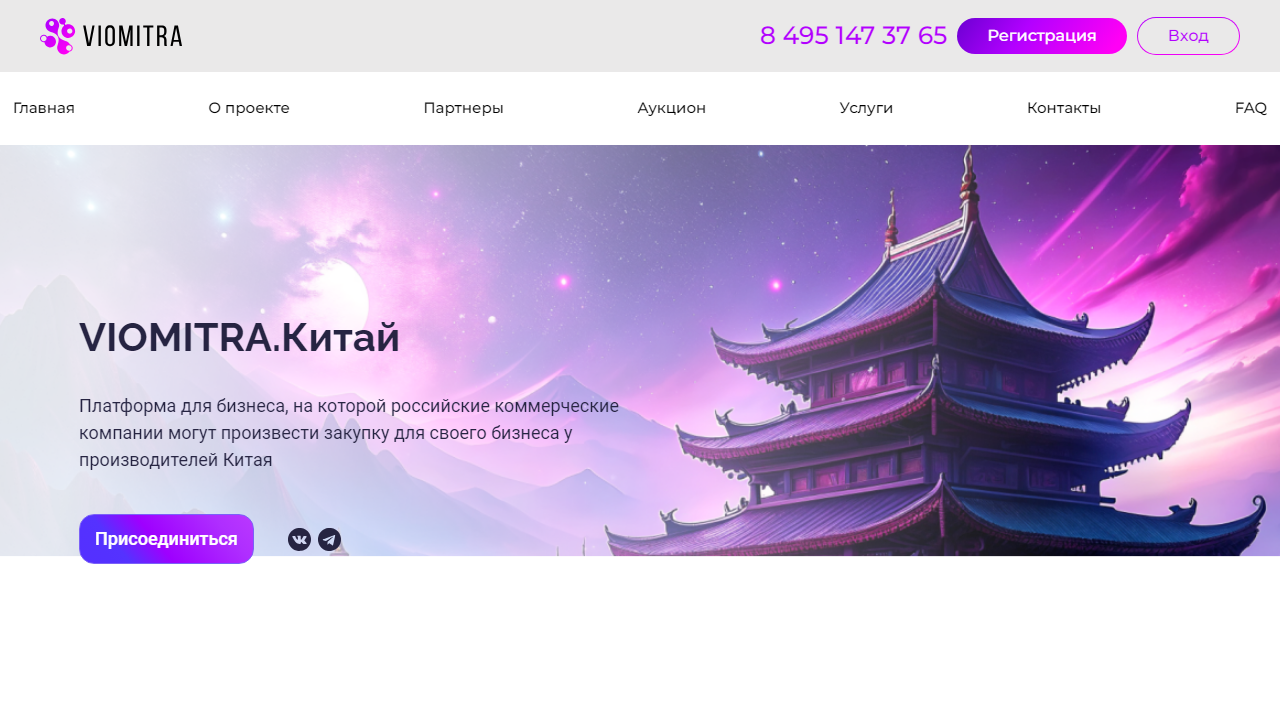 VIOMITRA
8 495 147 37 65
Регистрация
Вход
Главная
О проекте
Партнеры
Аукцион
Услуги
Контакты
FAQ
VIOMITRA.Китай
Платформа для бизнеса, на которой российские коммерческие
компании могут произвести закупку для своего бизнеса у
производителей Китая
Присоединиться